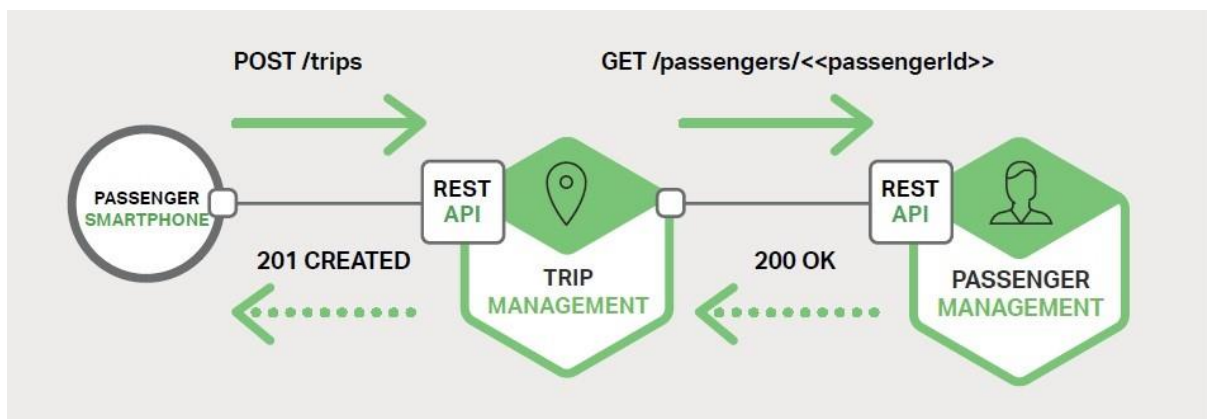 POST /trips
GET /passengers/<<passengerId>>
PASSENGER
SMARTPHONE
REST
API
REST
API
201 CREATED
TRIP
MANAGEMENT
200 OK
PASSENGER
MANAGEMENT